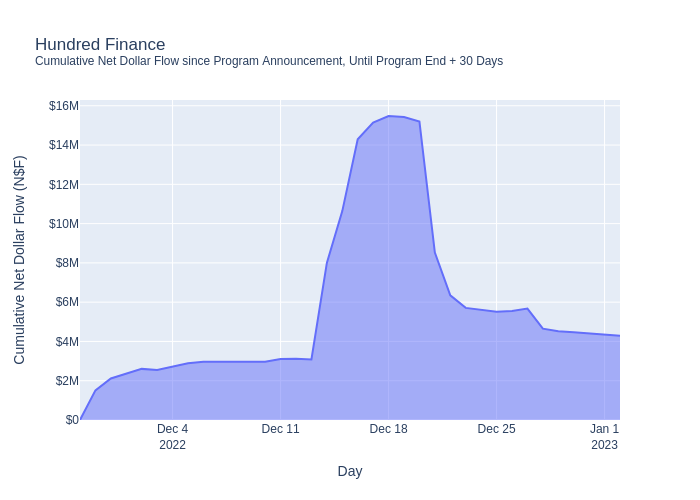 Hundred Finance
Cumulative Net Dollar Flow since Program Announcement, Until Program End + 30 Days
Cumulative Net Dollar Flow (N$F)
$16M
$14M
$12M
$10M
$8M
$6M
$4M
$2M
$0
Dec 4
2022
Dec 11
Dec 18
Dec 25
Jan 1
2023
Day